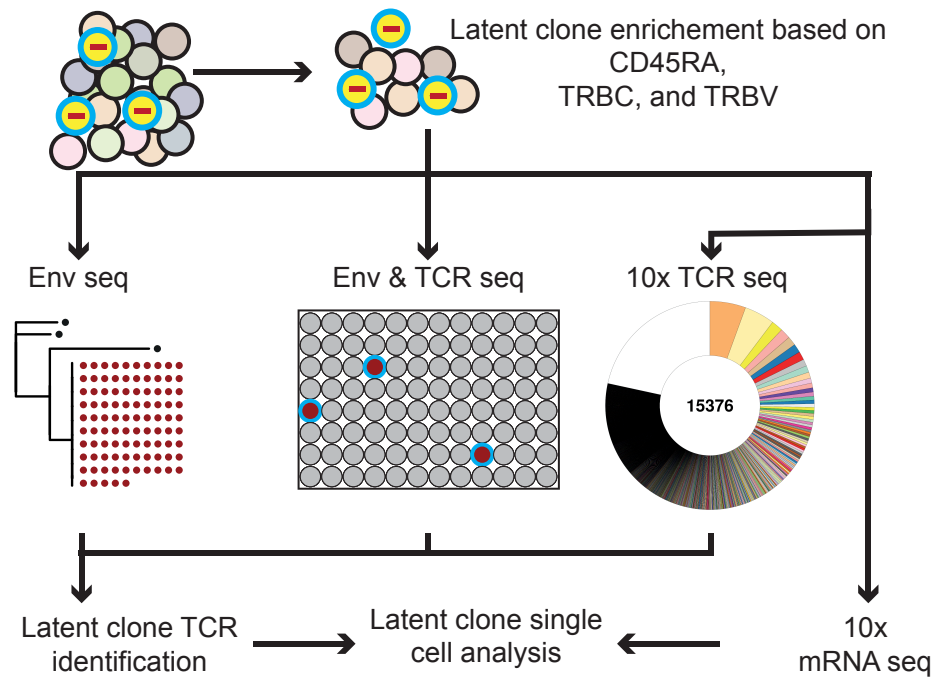 Latent clone enrichement based on
CD45RA,
TRBC, and TRBV
Env seq
Env & TCR seq
10x TCR seq
15376
Latent clone TCR
identification
Latent clone single
cell analysis
10x
mRNA seq